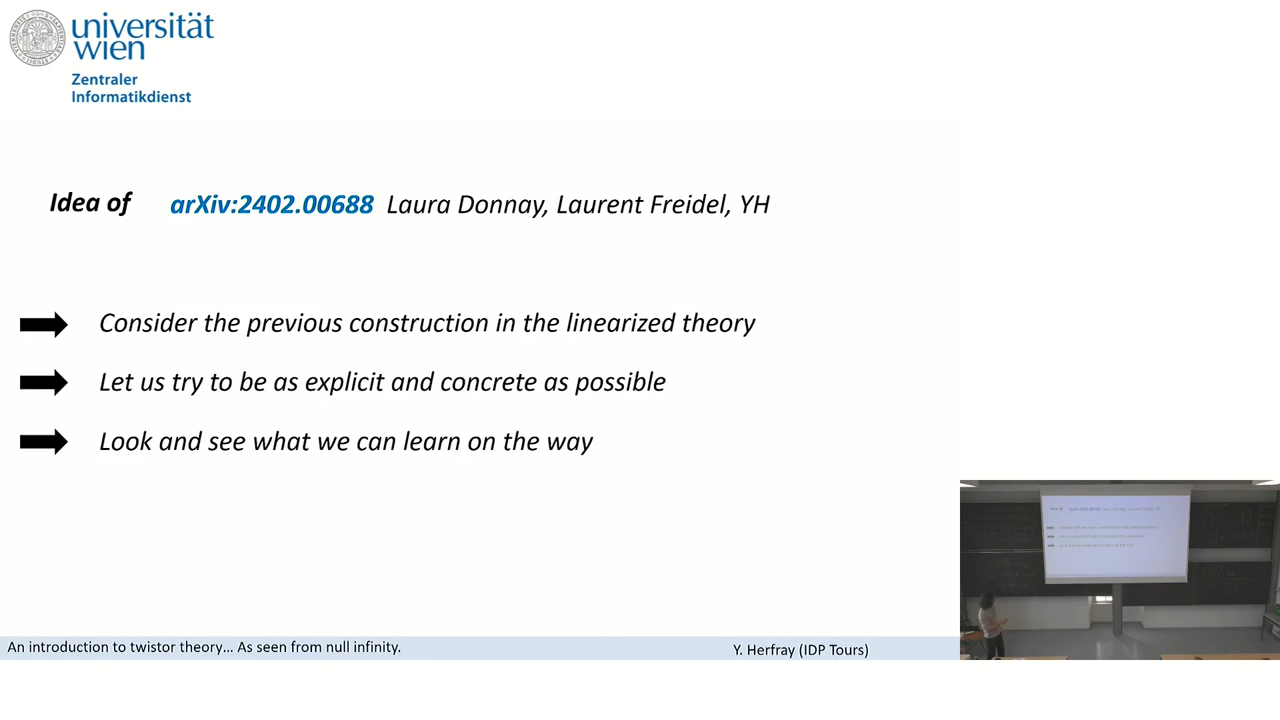 universität
wien
Zentraler
Informatikdienst
Idea of arXiv:2402.00688 Laura Donnay, Laurent Freidel, YH
Consider the previous construction in the linearized theory
Let us try to be as explicit and concrete as possible
Look and see what we can learn on the way
An introduction to twistor theory... As seen from null infinity.
Y. Herfray (IDP Tours)